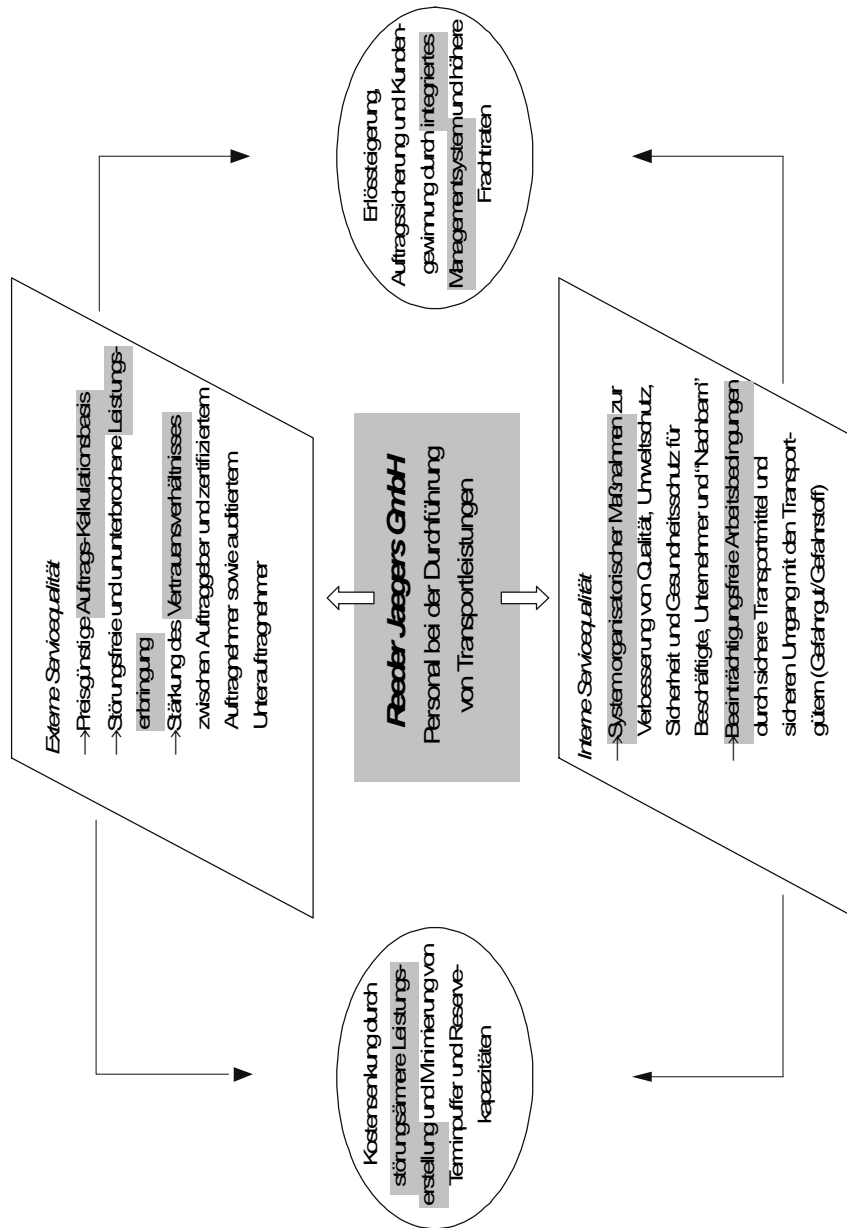 Externe Servicequalität
→Preisgünstige Auftrags-Kalkulationsbasis
→Störungsfreie und ununterbrochene Leistungs-
erbringung
→Stärkung des Vertrauensverhältnisses
zwischen Auftraggeber und zertifiziertem
Auftragnehmer sowie auditiertem
Unterauftragnehmer
Kostensenkung durch
störungsärmere Leistungs-
erstellung und Minimierung von
Terminpuffer und Reserve-
kapazitäten
Reeder Jaegers GmbH
Personal bei der Durchführung
von Transportleistungen
Erlössteigerung,
Auftragssicherung und Kunden-
gewinnung durch integriertes
Managementsystem und höhere
Frachtraten
Interne Servicequalität
→Systemorganisatorischer Maßnahmen zur
Verbesserung von Qualität, Umweltschutz,
Sicherheit und Gesundheitsschutz für
Beschäftigte, Unternehmer und "Nachbarn"
→Beeinträchtigungsfreie Arbeitsbedingungen
durch sichere Transportmittel und
sicheren Umgang mit den Transport-
gütern (Gefahrgut/Gefahrstoff)